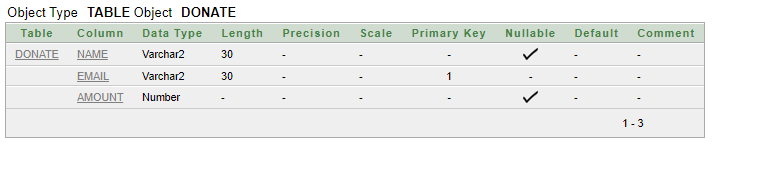 Object Type TABLE Object DONATE
Table Column Data Type Length Precision Scale Primary Key Nullable Default Comment
DONATE NAME Varchar2 30 - - - ✓ - -
EMAIL Varchar2 30 - - 1 - - -
AMOUNT Number - - - - ✓ - -
1 - 3